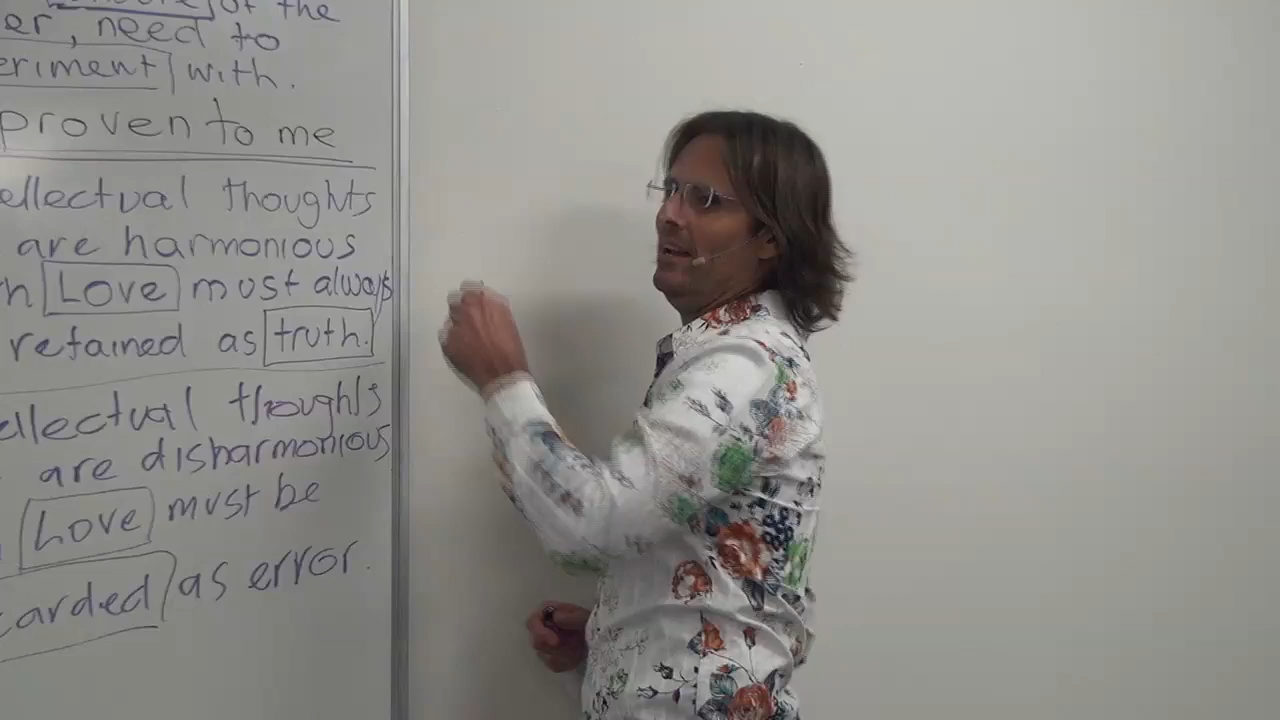 of the
er, need to
eriment with.
proven to me
ellectual thoughts
are harmonious
h Love must always
retained as truth.
ellectual thoughts
are disharmonious
Love must be
carded as error.